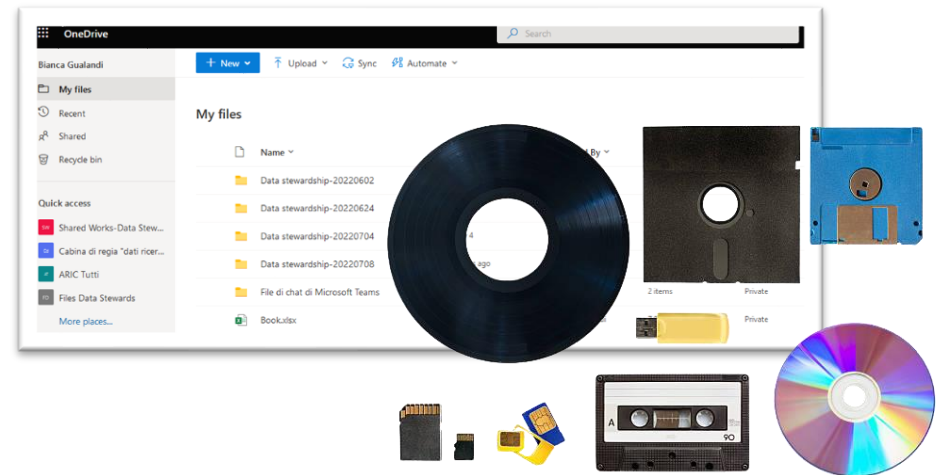 OneDrive
Search
Bianca Gualandi
+ New
Upload
Sync
Automate
My files
Recent
Shared
Recycle bin
My files
Name
By
Data stewardship-20220602
Data stewardship-20220624
Data stewardship-20220704
4
Data stewardship-20220708
ago
File di chat di Microsoft Teams
2 items
Private
Book.xlsx
Private
Quick access
Shared Works-Data Stew...
Cabina di regia "dati ricer...
ARIC Tutti
Files Data Stewards
More places...
A
90